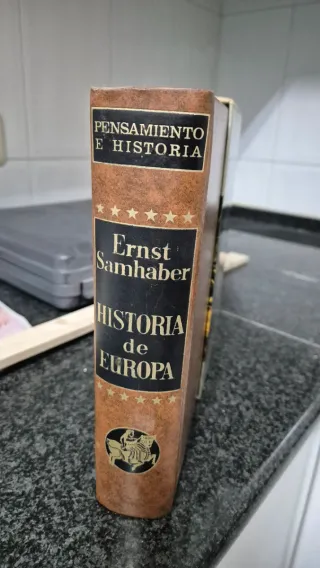 PENSAMIENTO
E HISTORIA
Ernst
Samhaber
HISTORIA
de
EUROPA